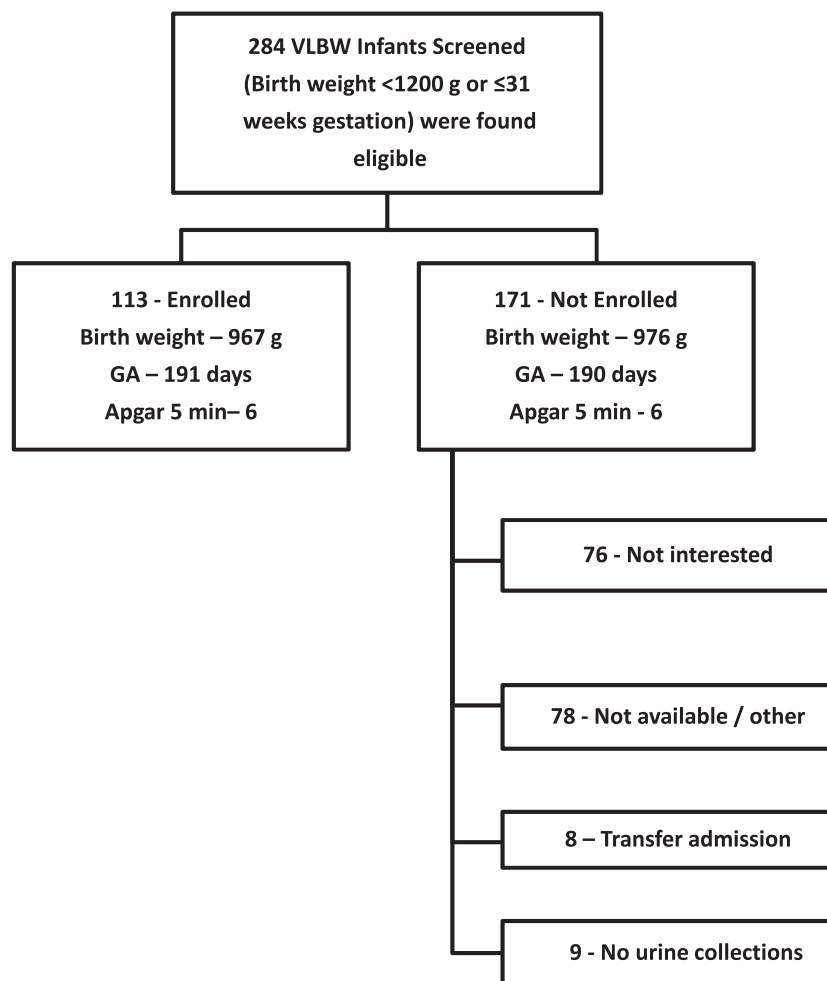 284 VLBW Infants Screened
(Birth weight <1200 g or ≤31
weeks gestation) were found
eligible
113 - Enrolled
Birth weight – 967 g
GA – 191 days
Apgar 5 min– 6
171 - Not Enrolled
Birth weight – 976 g
GA – 190 days
Apgar 5 min - 6
76 - Not interested
78 - Not available / other
8 – Transfer admission
9 - No urine collections